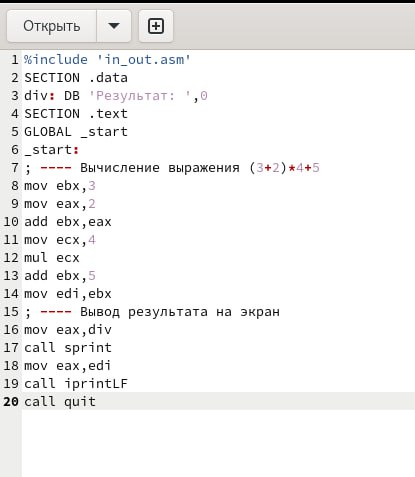 Открыть
1 %include 'in_out.asm'
2 SECTION .data
3 div: DB 'Результат: ',0
4 SECTION .text
5 GLOBAL _start
6 _start:
7 ; ---- Вычисление выражения (3+2)*4+5
8 mov ebx,3
9 mov eax,2
10 add ebx,eax
11 mov ecx,4
12 mul ecx
13 add ebx,5
14 mov edi,ebx
15 ; ---- Вывод результата на экран
16 mov eax,div
17 call sprint
18 mov eax,edi
19 call iprintLF
20 call quit